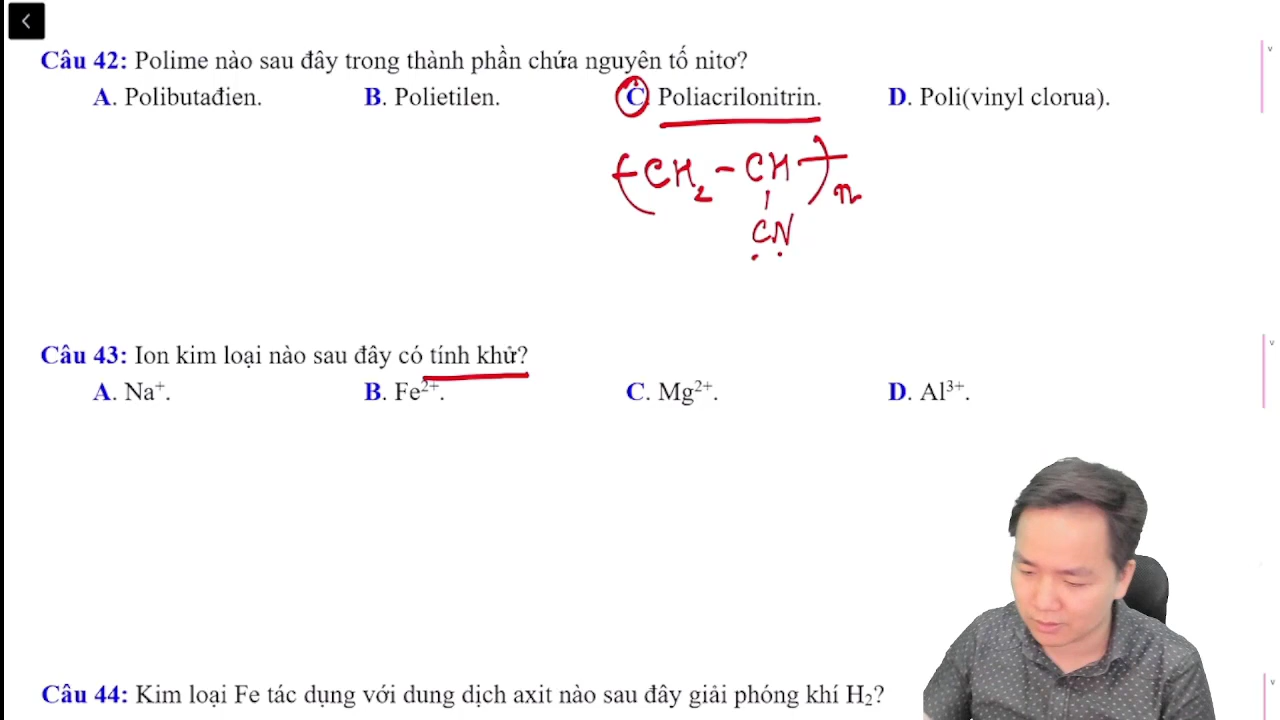 Câu 42: Polime nào sau đây trong thành phần chứa nguyên tố nitơ?
A. Polibutađien. B. Polietilen. C. Poliacrilonitrin. D. Poli(vinyl clorua).
(CH₂ - CH)n
CN
Câu 43: Ion kim loại nào sau đây có tính khử?
A. Na⁺. B. Fe²⁺. C. Mg²⁺. D. Al³⁺.
Câu 44: Kim loại Fe tác dụng với dung dịch axit nào sau đây giải phóng khí H₂?